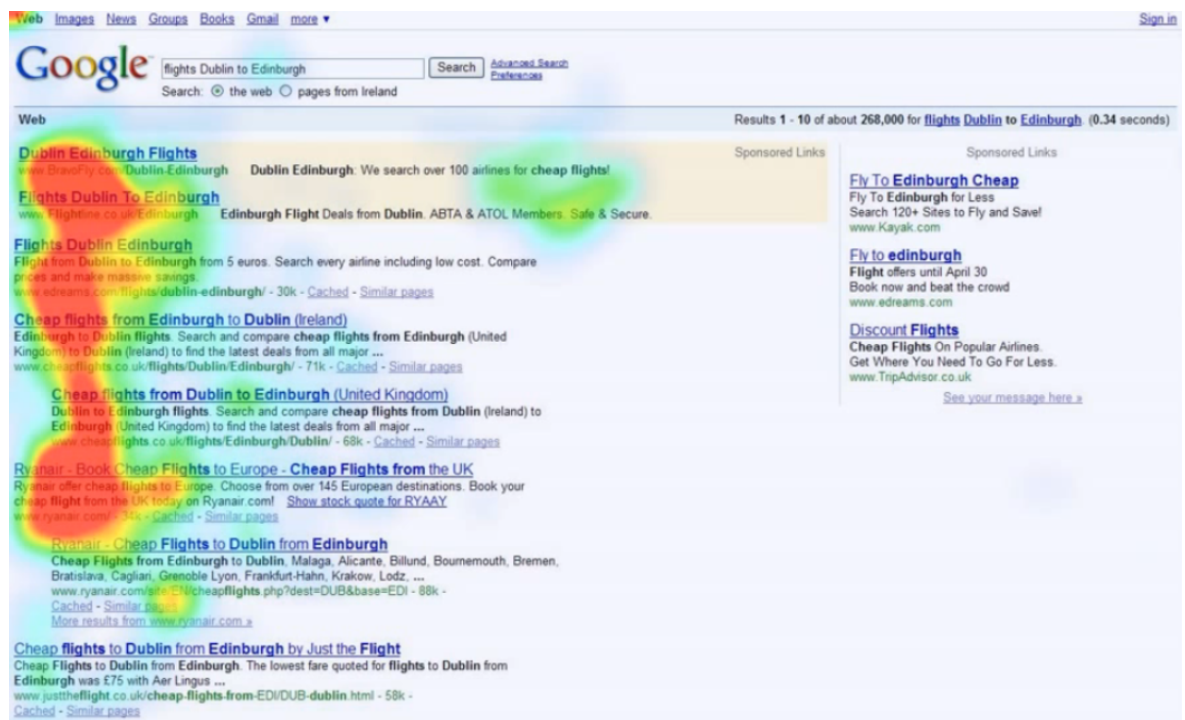 Web Images News Groups Books Gmail more ▼ Sign in
Google
flights Dublin to Edinburgh Search Advanced Search
Preferences
Search: the web pages from Ireland
Web Results 1 - 10 of about 268,000 for flights Dublin to Edinburgh. (0.34 seconds)
Dublin Edinburgh Flights Sponsored Links
www.BravoFly.com/Dublin-Edinburgh Dublin Edinburgh: We search over 100 airlines for cheap flights!
Flights Dublin To Edinburgh
www.Flightline.co.uk/Edinburgh Edinburgh Flight Deals from Dublin. ABTA & ATOL Members. Safe & Secure.
Flights Dublin Edinburgh
Flight from Dublin to Edinburgh from 5 euros. Search every airline including low cost. Compare
prices and make massive savings.
www.edreams.com/flights/dublin-edinburgh/ - 30k - Cached - Similar pages
Cheap flights from Edinburgh to Dublin (Ireland)
Edinburgh to Dublin flights. Search and compare cheap flights from Edinburgh (United
Kingdom) to Dublin (Ireland) to find the latest deals from all major ...
www.cheapflights.co.uk/flights/Dublin/Edinburgh/ - 71k - Cached - Similar pages
Cheap flights from Dublin to Edinburgh (United Kingdom)
Dublin to Edinburgh flights. Search and compare cheap flights from Dublin (Ireland) to
Edinburgh (United Kingdom) to find the latest deals from all major ...
www.cheapflights.co.uk/flights/Edinburgh/Dublin/ - 68k - Cached - Similar pages
Ryanair - Book Cheap Flights to Europe - Cheap Flights from the UK
Ryanair offer cheap flights to Europe. Choose from over 145 European destinations. Book your
cheap flight from the UK today on Ryanair.com! Show stock quote for RYAAY
www.ryanair.com/ - 34k - Cached - Similar pages
Ryanair - Cheap Flights to Dublin from Edinburgh
Cheap Flights from Edinburgh to Dublin, Malaga, Alicante, Billund, Bournemouth, Bremen,
Bratislava, Cagliari, Grenoble Lyon, Frankfurt-Hahn, Krakow, Lodz, ...
www.ryanair.com/site/EN/cheapflights.php?dest=DUB&base=EDI - 88k -
Cached - Similar pages
More results from www.ryanair.com »
Cheap flights to Dublin from Edinburgh by Just the Flight
Cheap Flights to Dublin from Edinburgh. The lowest fare quoted for flights to Dublin from
Edinburgh was £75 with Aer Lingus ...
www.justtheflight.co.uk/cheap-flights-from-EDI/DUB-dublin.html - 58k -
Cached - Similar pages
Sponsored Links
Fly To Edinburgh Cheap
Fly To Edinburgh for Less
Search 120+ Sites to Fly and Save!
www.Kayak.com
Fly to edinburgh
Flight offers until April 30
Book now and beat the crowd
www.edreams.com
Discount Flights
Cheap Flights On Popular Airlines.
Get Where You Need To Go For Less.
www.TripAdvisor.co.uk
See your message here »